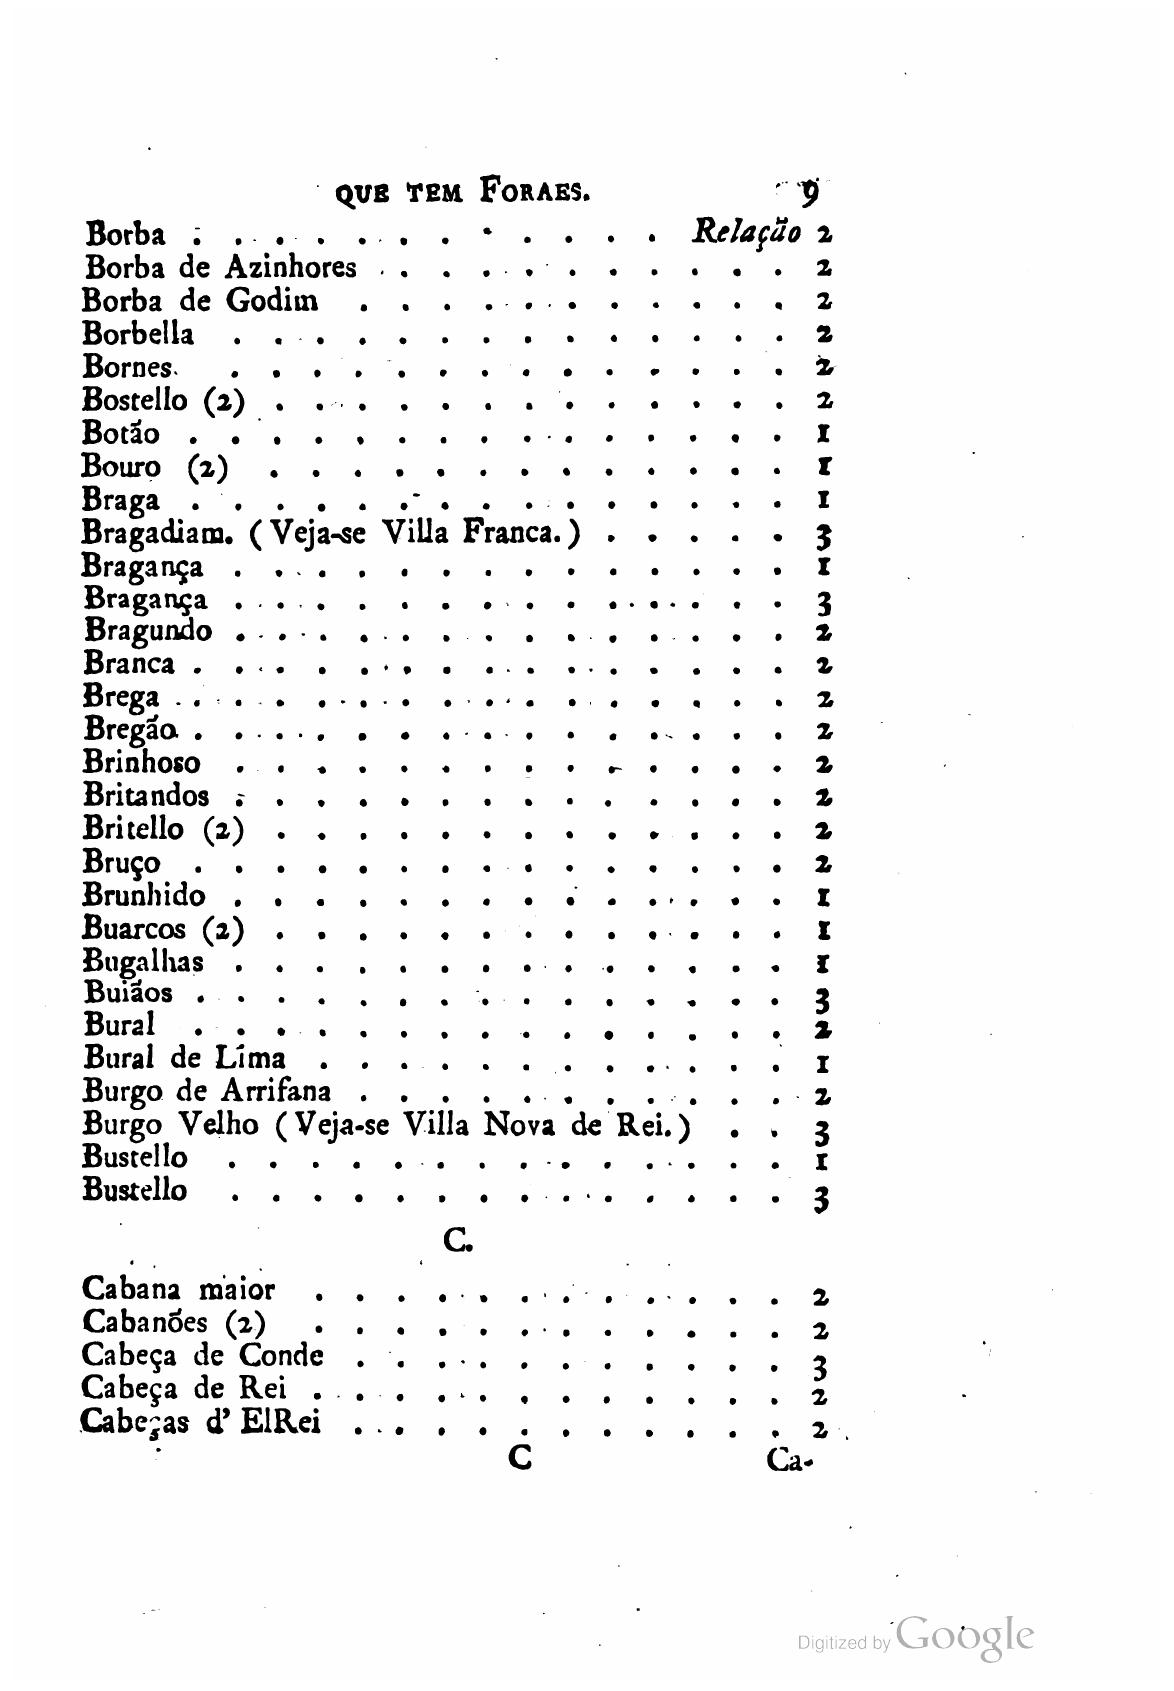 QUE TEM FORAES. 9
Borba . . . . . . . . . . . . Relação 2
Borba de Azinhores . . . . . . . . . . . 2
Borba de Godim . . . . . . . . . . . 2
Borbella . . . . . . . . . . . . . . 2
Bornes . . . . . . . . . . . . . . 2
Bostello (2) . . . . . . . . . . . . . 2
Botão . . . . . . . . . . . . . . . 1
Bouro (2) . . . . . . . . . . . . . 1
Braga . . . . . . . . . . . . . . . 1
Bragadiam. (Veja-se Villa Franca.) . . . . . 3
Bragança . . . . . . . . . . . . . . 1
Bragança . . . . . . . . . . . . . . 3
Bragundo . . . . . . . . . . . . . . 2
Branca . . . . . . . . . . . . . . . 2
Brega . . . . . . . . . . . . . . . 2
Bregão . . . . . . . . . . . . . . . 2
Brinhoso . . . . . . . . . . . . . . 2
Britandos . . . . . . . . . . . . . . 2
Britello (2) . . . . . . . . . . . . . 2
Bruço . . . . . . . . . . . . . . . 2
Brunhido . . . . . . . . . . . . . . 1
Buarcos (2) . . . . . . . . . . . . . 1
Bugalhas . . . . . . . . . . . . . . 1
Buiãos . . . . . . . . . . . . . . . 3
Bural . . . . . . . . . . . . . . . 2
Bural de Lima . . . . . . . . . . . . 1
Burgo de Arrifana . . . . . . . . . . . 2
Burgo Velho (Veja-se Villa Nova de Rei.) . . 3
Bustello . . . . . . . . . . . . . . 1
Bustello . . . . . . . . . . . . . . 3
C.
Cabana maior . . . . . . . . . . . . 2
Cabanões (2) . . . . . . . . . . . . 2
Cabeça de Conde . . . . . . . . . . . 3
Cabeça de Rei . . . . . . . . . . . . 2
Cabeças d' ElRei . . . . . . . . . . . 2
C Ca-
Digitized by Google